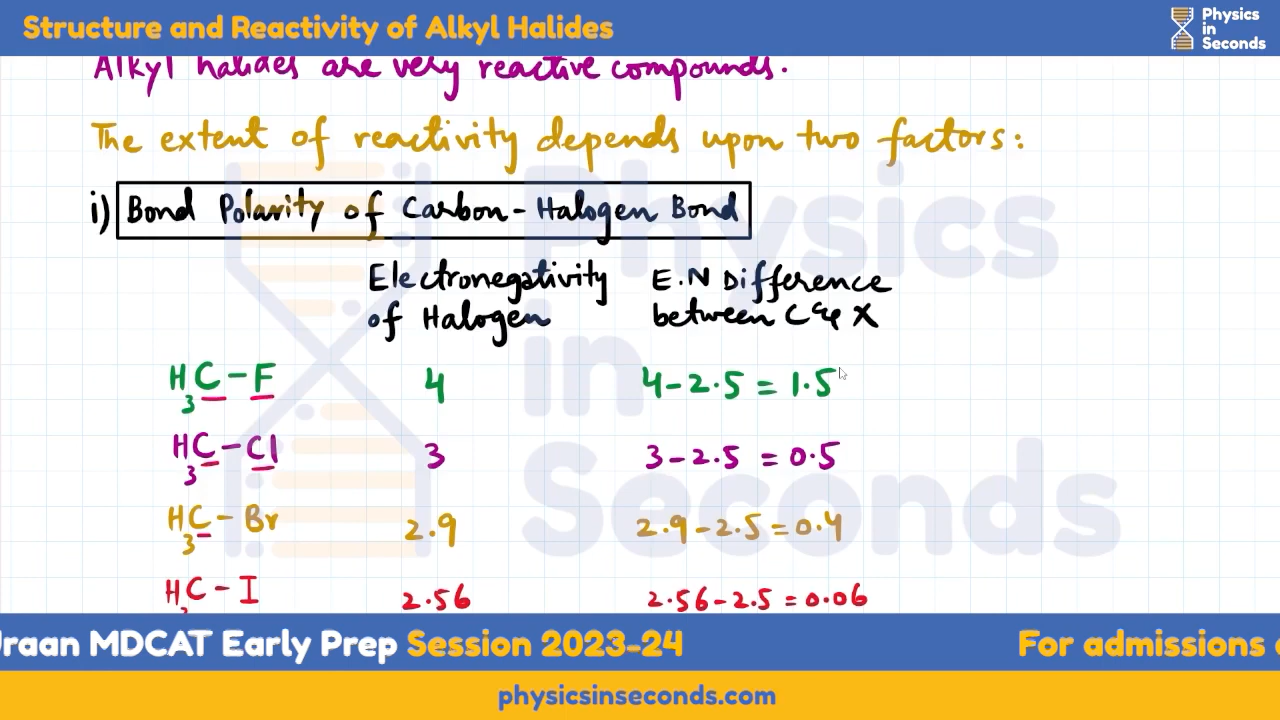 Structure and Reactivity of Alkyl Halides
Physics
in
Seconds
Alkyl halides are very reactive compounds.
The extent of reactivity depends upon two factors:
i) Bond Polarity of Carbon-Halogen Bond
Electronegativity of Halogen
E.N Difference between C & X
H₃C-F 4 4-2.5 = 1.5
H₃C-Cl 3 3-2.5 = 0.5
H₃C-Br 2.9 2.9-2.5 = 0.4
H₃C-I 2.56 2.56-2.5 = 0.06
Physics
in
Seconds
Uraan MDCAT Early Prep Session 2023-24
For admissions
physicsinseconds.com